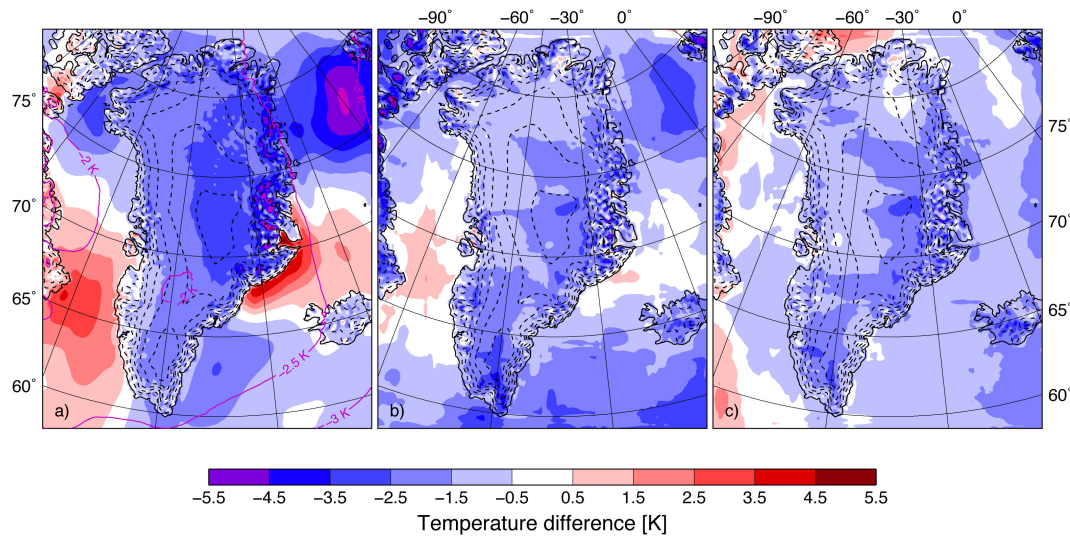 −90° −60° −30° 0°
−90° −60° −30° 0°
75° 75°
70° 70°
65° 65°
60° 60°
−2 K
−3 K
−2 K
−2.5 K
−3 K
a) b) c)
−5.5 −4.5 −3.5 −2.5 −1.5 −0.5 0.5 1.5 2.5 3.5 4.5 5.5
Temperature difference [K]